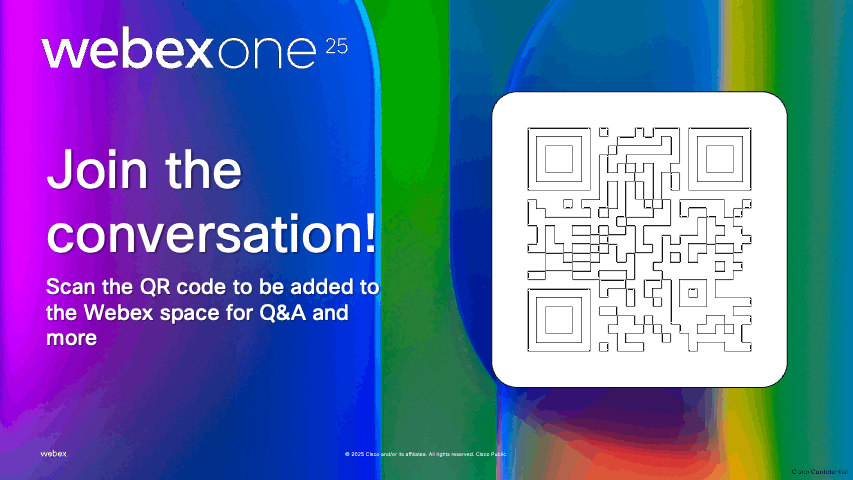 webexone 25
Join the
conversation!
Scan the QR code to be added to
the Webex space for Q&A and
more
webex
© 2025 Cisco and/or its affiliates. All rights reserved. Cisco Public.
Cisco Confidential